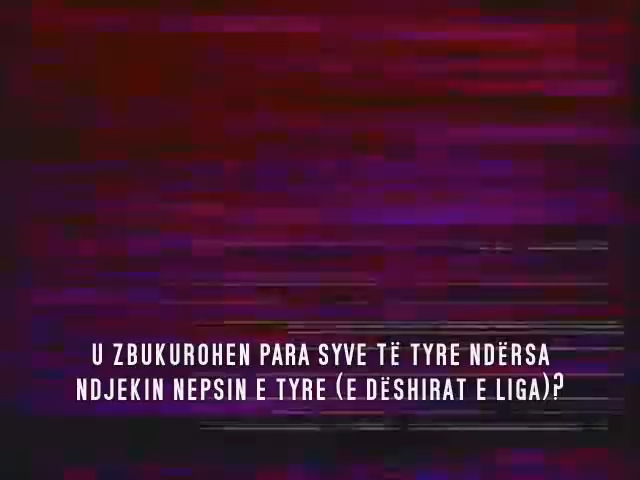 U ZBUKUROHEN PARA SYVE TË TYRE NDËRSA
NDJEKIN NEPSIN E TYRE (E DËSHIRAT E LIGA)?